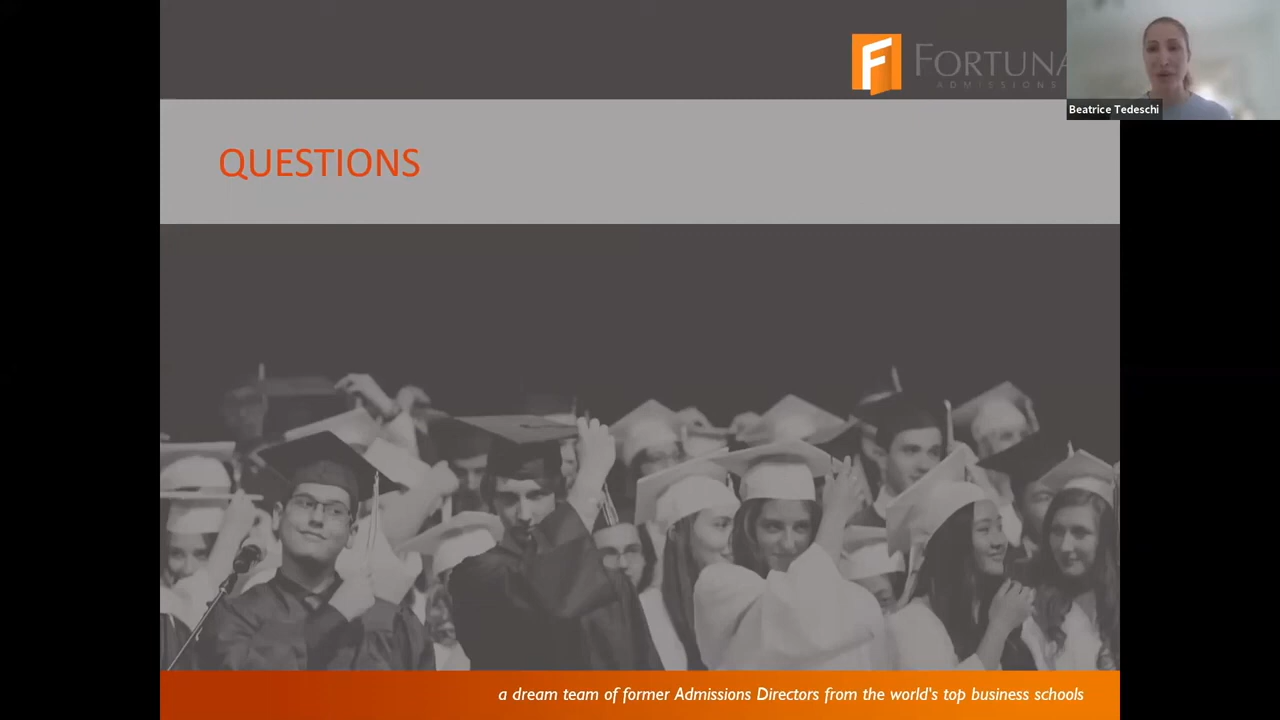 FORTUNA
ADMISSIONS
Beatrice Tedeschi
QUESTIONS
a dream team of former Admissions Directors from the world's top business schools